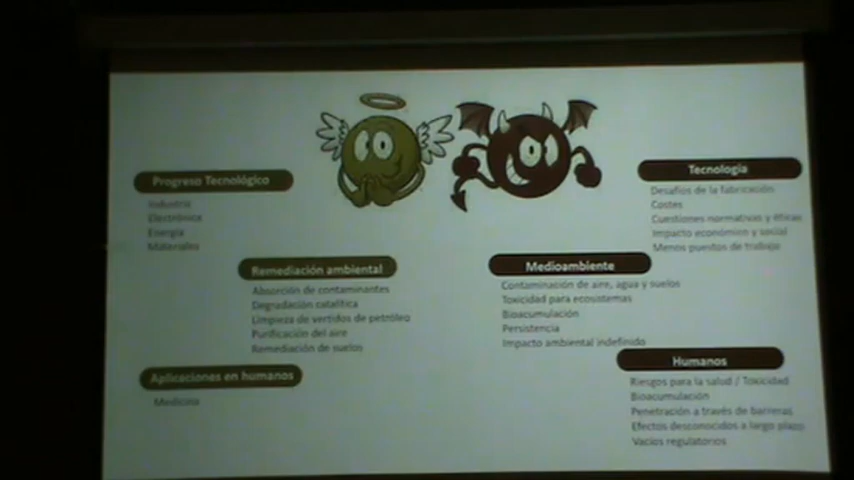 Progreso Tecnológico
Industria
Electrónica
Energía
Materiales
Remediación ambiental
Absorción de contaminantes
Degradación catalítica
Limpieza de vertidos de petróleo
Purificación del aire
Remediación de suelos
Aplicaciones en humanos
Medicina
Tecnología
Desafíos de la fabricación
Costes
Cuestiones normativas y éticas
Impacto económico y social
Menos puestos de trabajo
Medioambiente
Contaminación de aire, agua y suelos
Toxicidad para ecosistemas
Bioacumulación
Persistencia
Impacto ambiental indefinido
Humanos
Riesgos para la salud / Toxicidad
Bioacumulación
Penetración a través de barreras
Efectos desconocidos a largo plazo
Vacíos regulatorios